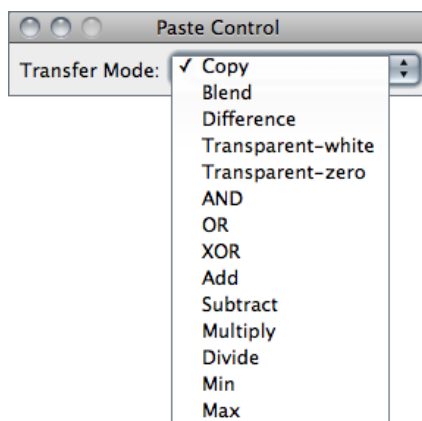 Paste Control
Transfer Mode: ✓ Copy
Blend
Difference
Transparent-white
Transparent-zero
AND
OR
XOR
Add
Subtract
Multiply
Divide
Min
Max